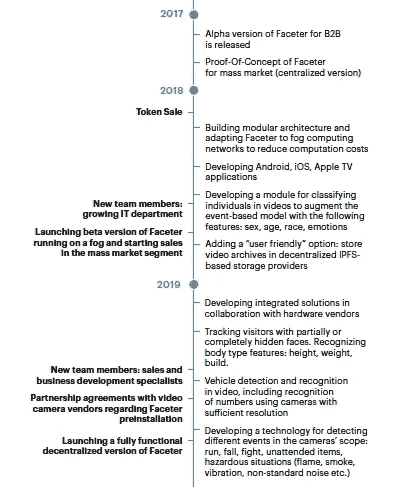 2017
Alpha version of Faceter for B2B
is released
Proof-Of-Concept of Faceter
for mass market (centralized version)
2018
Token Sale
Building modular architecture and
adapting Faceter to fog computing
networks to reduce computation costs
Developing Android, iOS, Apple TV
applications
Developing a module for classifying
individuals in videos to augment the
event-based model with the following
features: sex, age, race, emotions
New team members:
growing IT department
Launching beta version of Faceter
running on a fog and starting sales
in the mass market segment
Adding a "user friendly" option: store
video archives in decentralized IPFS-
based storage providers
2019
Developing integrated solutions in
collaboration with hardware vendors
Tracking visitors with partially or
completely hidden faces. Recognizing
body type features: height, weight,
build.
New team members: sales and
business development specialists
Vehicle detection and recognition
in video, including recognition
of numbers using cameras with
sufficient resolution
Partnership agreements with video
camera vendors regarding Faceter
preinstallation
Developing a technology for detecting
different events in the cameras' scope:
run, fall, fight, unattended items,
hazardous situations (flame, smoke,
vibration, non-standard noise etc.)
Launching a fully functional
decentralized version of Faceter